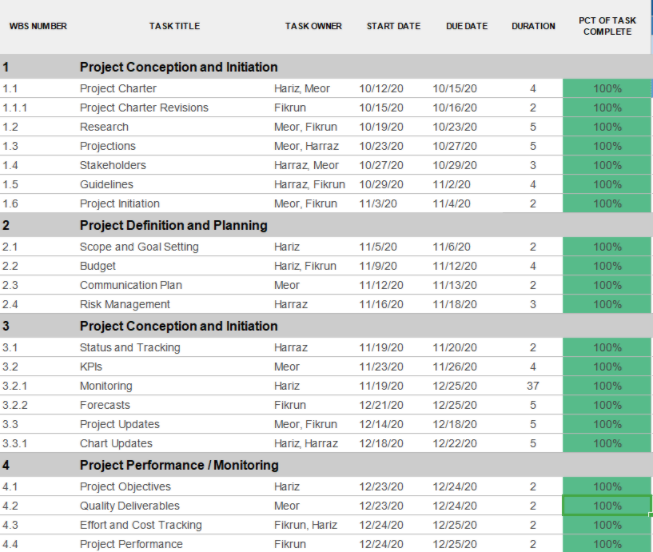 WBS NUMBER TASK TITLE TASK OWNER START DATE DUE DATE DURATION PCT OF TASK COMPLETE
1 Project Conception and Initiation
1.1 Project Charter Hariz, Meor 10/12/20 10/15/20 4 100%
1.1.1 Project Charter Revisions Fikrun 10/15/20 10/16/20 2 100%
1.2 Research Meor, Fikrun 10/19/20 10/23/20 5 100%
1.3 Projections Meor, Harraz 10/23/20 10/27/20 5 100%
1.4 Stakeholders Harraz, Meor 10/27/20 10/29/20 3 100%
1.5 Guidelines Harraz, Fikrun 10/29/20 11/2/20 4 100%
1.6 Project Initiation Meor, Fikrun 11/3/20 11/4/20 2 100%
2 Project Definition and Planning
2.1 Scope and Goal Setting Hariz 11/5/20 11/6/20 2 100%
2.2 Budget Hariz, Fikrun 11/9/20 11/12/20 4 100%
2.3 Communication Plan Meor 11/12/20 11/13/20 2 100%
2.4 Risk Management Harraz 11/16/20 11/18/20 3 100%
3 Project Conception and Initiation
3.1 Status and Tracking Harraz 11/19/20 11/20/20 2 100%
3.2 KPIs Meor 11/23/20 11/26/20 4 100%
3.2.1 Monitoring Hariz 11/19/20 12/25/20 37 100%
3.2.2 Forecasts Fikrun 12/21/20 12/25/20 5 100%
3.3 Project Updates Meor, Fikrun 12/14/20 12/18/20 5 100%
3.3.1 Chart Updates Hariz, Harraz 12/18/20 12/22/20 5 100%
4 Project Performance / Monitoring
4.1 Project Objectives Hariz 12/23/20 12/24/20 2 100%
4.2 Quality Deliverables Meor 12/23/20 12/24/20 2 100%
4.3 Effort and Cost Tracking Fikrun, Hariz 12/24/20 12/25/20 2 100%
4.4 Project Performance Fikrun 12/24/20 12/25/20 2 100%